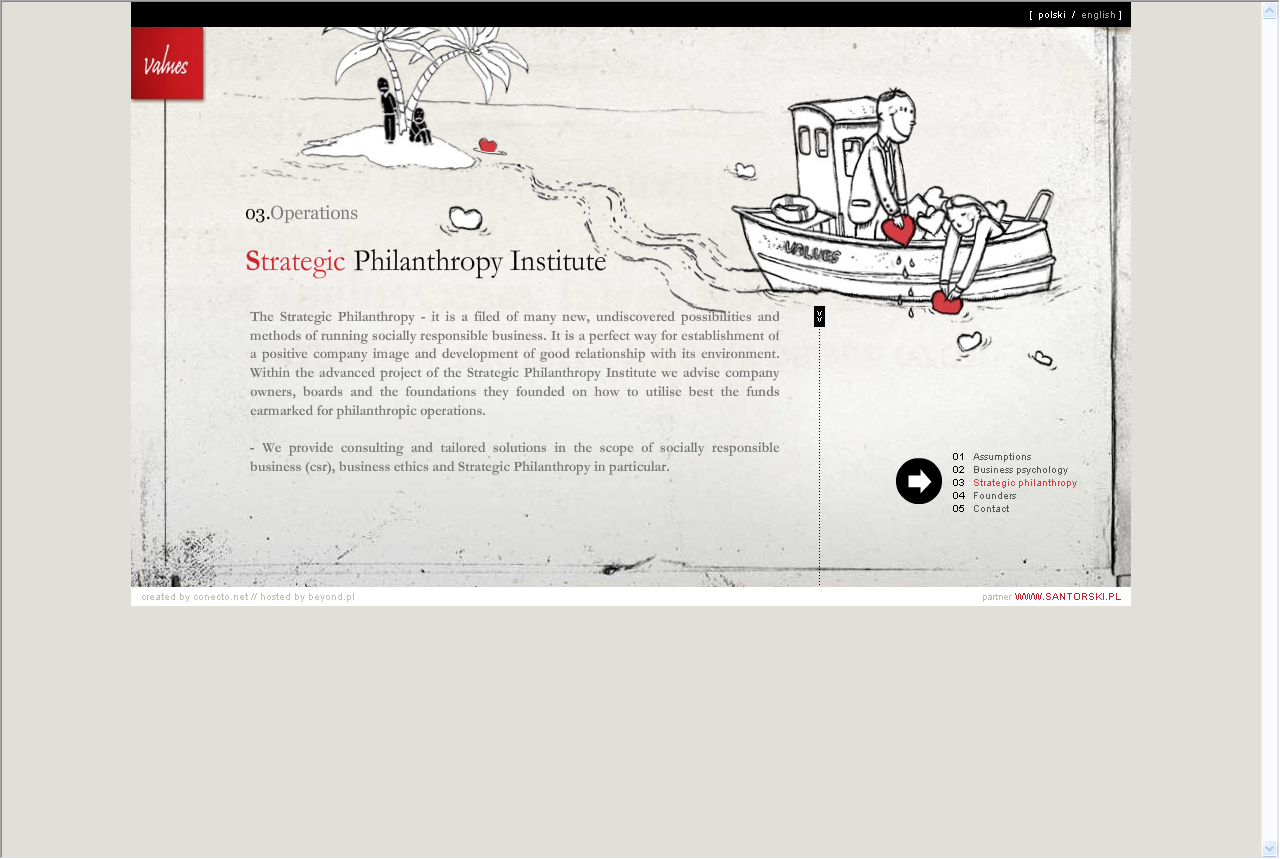 [ polski / english ]
Values
03.Operations
Strategic Philanthropy Institute
VALUES
The Strategic Philanthropy - it is a filed of many new, undiscovered possibilities and
methods of running socially responsible business. It is a perfect way for establishment of
a positive company image and development of good relationship with its environment.
Within the advanced project of the Strategic Philanthropy Institute we advise company
owners, boards and the foundations they founded on how to utilise best the funds
earmarked for philanthropic operations.
- We provide consulting and tailored solutions in the scope of socially responsible
business (csr), business ethics and Strategic Philanthropy in particular.
01 Assumptions
02 Business psychology
03 Strategic philanthropy
04 Founders
05 Contact
created by conecto.net // hosted by beyond.pl
partner WWW.SANTORSKI.PL